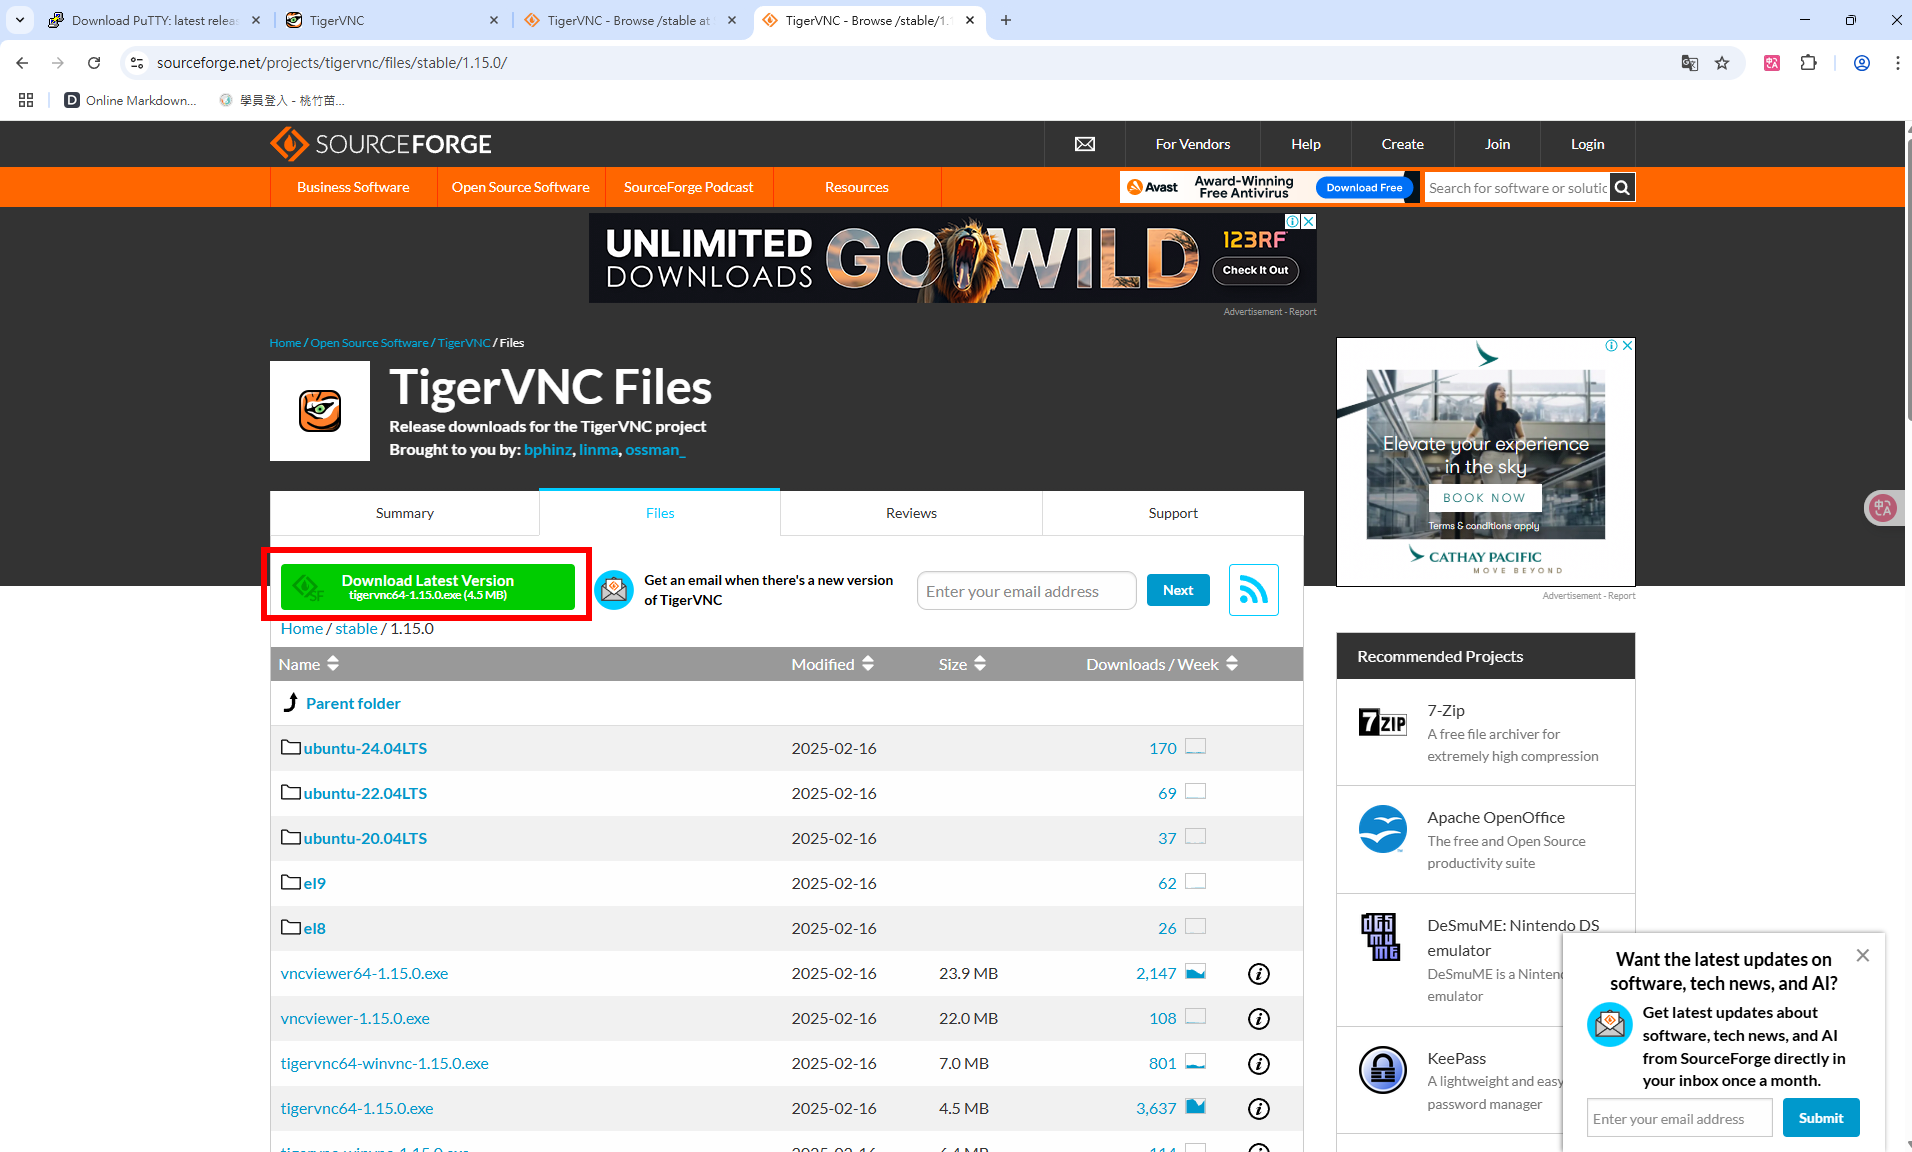 Download PuTTY: latest relea
TigerVNC
TigerVNC - Browse /stable at
TigerVNC - Browse /stable/1.1
sourceforge.net/projects/tigervnc/files/stable/1.15.0/
Online Markdown...
學員登入 - 桃竹苗...
SOURCEFORGE
For Vendors
Help
Create
Join
Login
Business Software
Open Source Software
SourceForge Podcast
Resources
Avast
Award-Winning
Free Antivirus
Download Free
Search for software or solutic
UNLIMITED
DOWNLOADS
GO WILD
123RF
Check It Out
Advertisement - Report
Home / Open Source Software / TigerVNC / Files
TigerVNC Files
Release downloads for the TigerVNC project
Brought to you by: bphinz, linma, ossman_
Elevate your experience
in the sky
BOOK NOW
Terms & conditions apply
CATHAY PACIFIC
MOVE BEYOND
Advertisement - Report
Summary
Files
Reviews
Support
Download Latest Version
tigervnc64-1.15.0.exe (4.5 MB)
SF
Get an email when there's a new version
of TigerVNC
Enter your email address
Next
Home / stable / 1.15.0
Name Modified Size Downloads / Week
Parent folder
ubuntu-24.04LTS 2025-02-16 170
ubuntu-22.04LTS 2025-02-16 69
ubuntu-20.04LTS 2025-02-16 37
el9 2025-02-16 62
el8 2025-02-16 26
vncviewer64-1.15.0.exe 2025-02-16 23.9 MB 2,147
vncviewer-1.15.0.exe 2025-02-16 22.0 MB 108
tigervnc64-winvnc-1.15.0.exe 2025-02-16 7.0 MB 801
tigervnc64-1.15.0.exe 2025-02-16 4.5 MB 3,637
Recommended Projects
7ZIP
7-Zip
A free file archiver for
extremely high compression
Apache OpenOffice
The free and Open Source
productivity suite
DeSmuME: Nintendo DS
emulator
DeSmuME is a Ninten
emulator
KeePass
A lightweight and easy
password manager
Want the latest updates on
software, tech news, and AI?
Get latest updates about
software, tech news, and AI
from SourceForge directly in
your inbox once a month.
Enter your email address
Submit